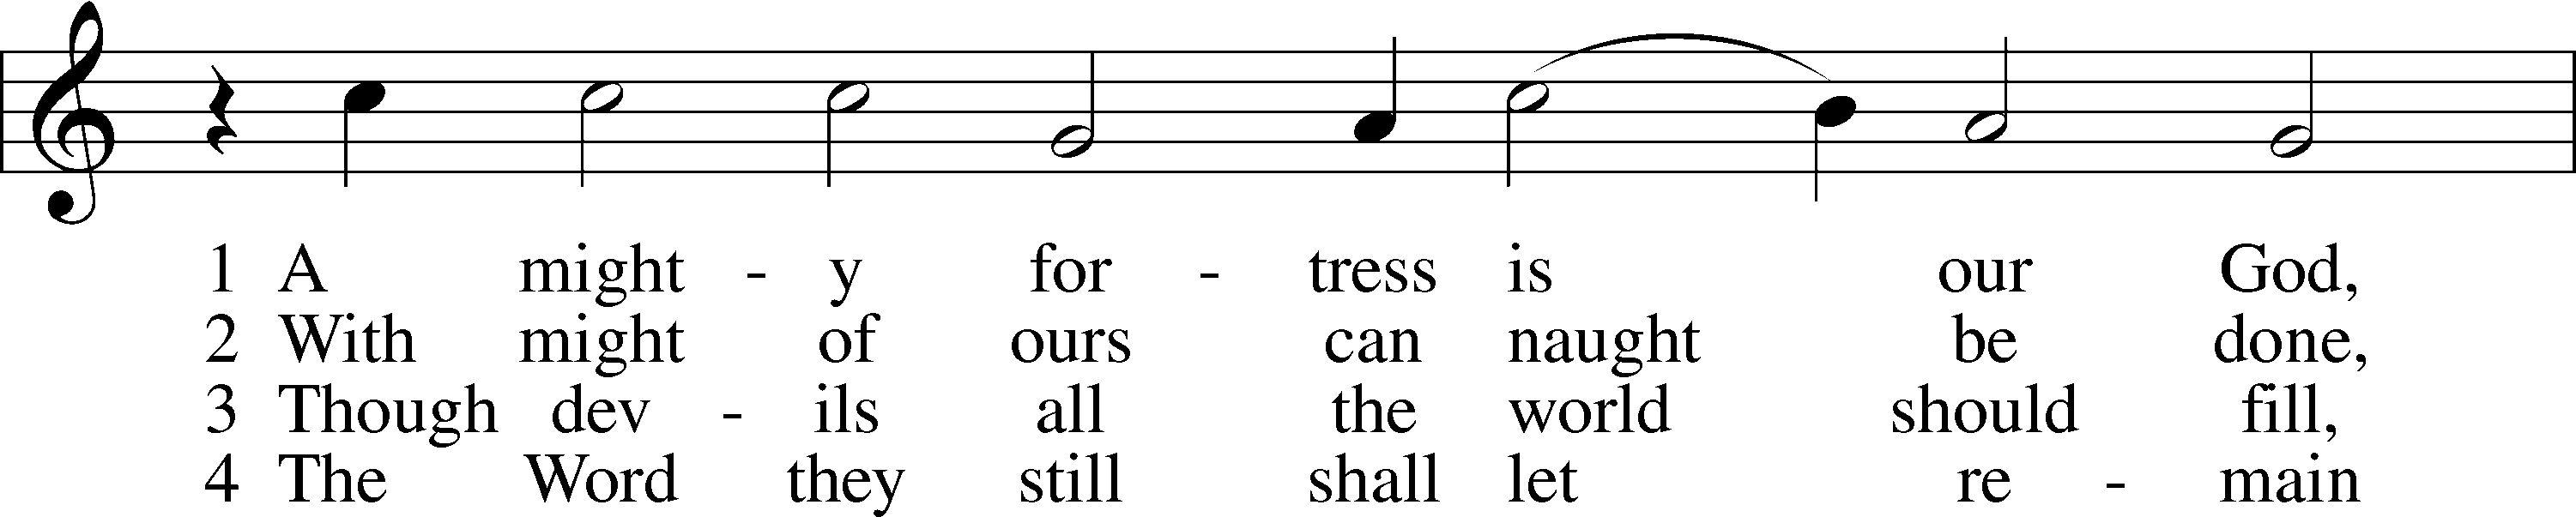 1 A might - y for - tress is our God,
2 With might of ours can naught be done,
3 Though dev - ils all the world should fill,
4 The Word they still shall let re - main